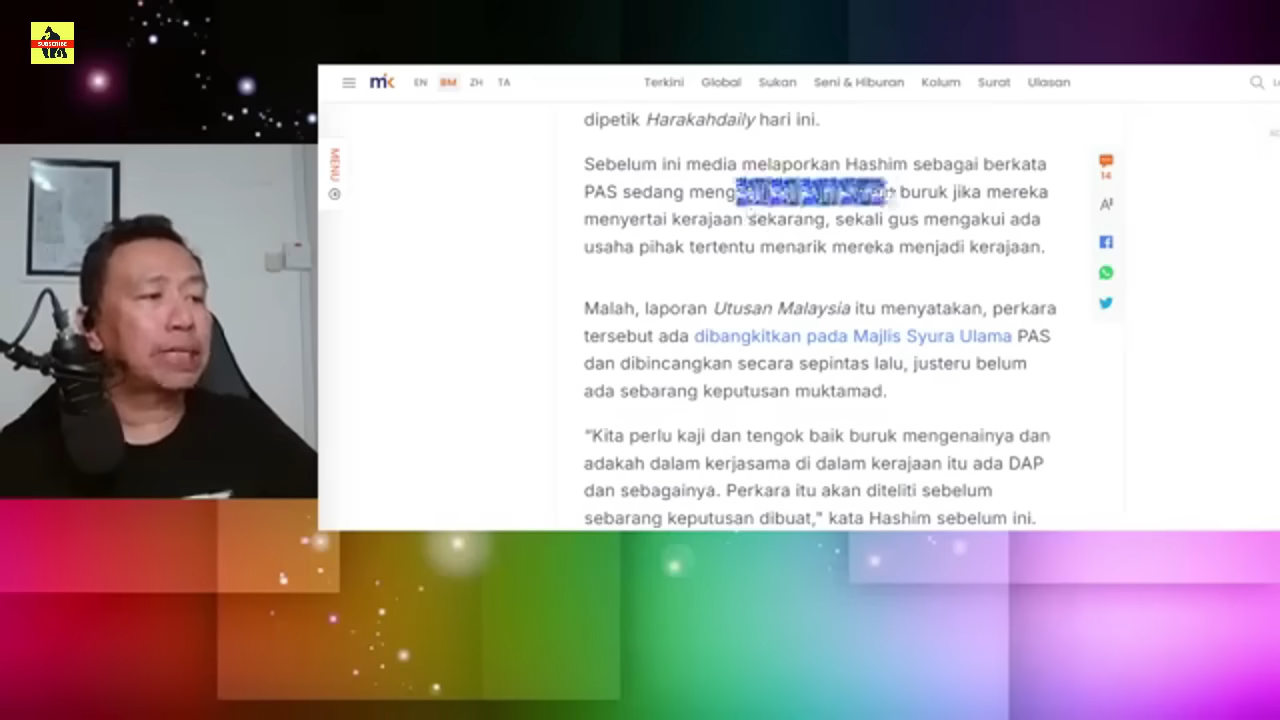 SUBSCRIBE
mk EN BM ZH TA Terkini Global Sukan Seni & Hiburan Kolum Surat Ulasan
MENU
dipetik Harakahdaily hari ini.
Sebelum ini media melaporkan Hashim sebagai berkata
PAS sedang buruk jika mereka
menyertai kerajaan sekarang, sekali gus mengakui ada
usaha pihak tertentu menarik mereka menjadi kerajaan.
Malah, laporan Utusan Malaysia itu menyatakan, perkara
tersebut ada dibangkitkan pada Majlis Syura Ulama PAS
dan dibincangkan secara sepintas lalu, justeru belum
ada sebarang keputusan muktamad.
"Kita perlu kaji dan tengok baik buruk mengenainya dan
adakah dalam kerjasama di dalam kerajaan itu ada DAP
dan sebagainya. Perkara itu akan diteliti sebelum
sebarang keputusan dibuat," kata Hashim sebelum ini.
14